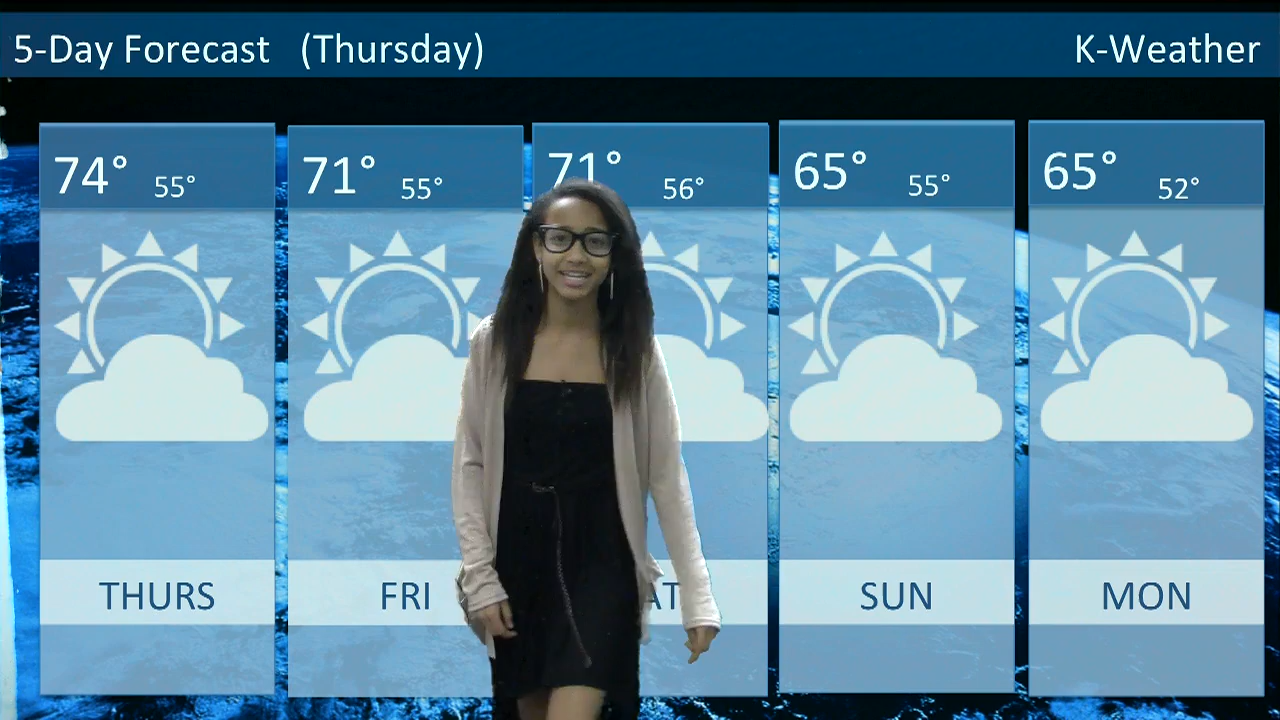 5-Day Forecast (Thursday)
K-Weather
74° 55°
71° 55°
71° 56°
65° 55°
65° 52°
THURS
FRI
AT
SUN
MON